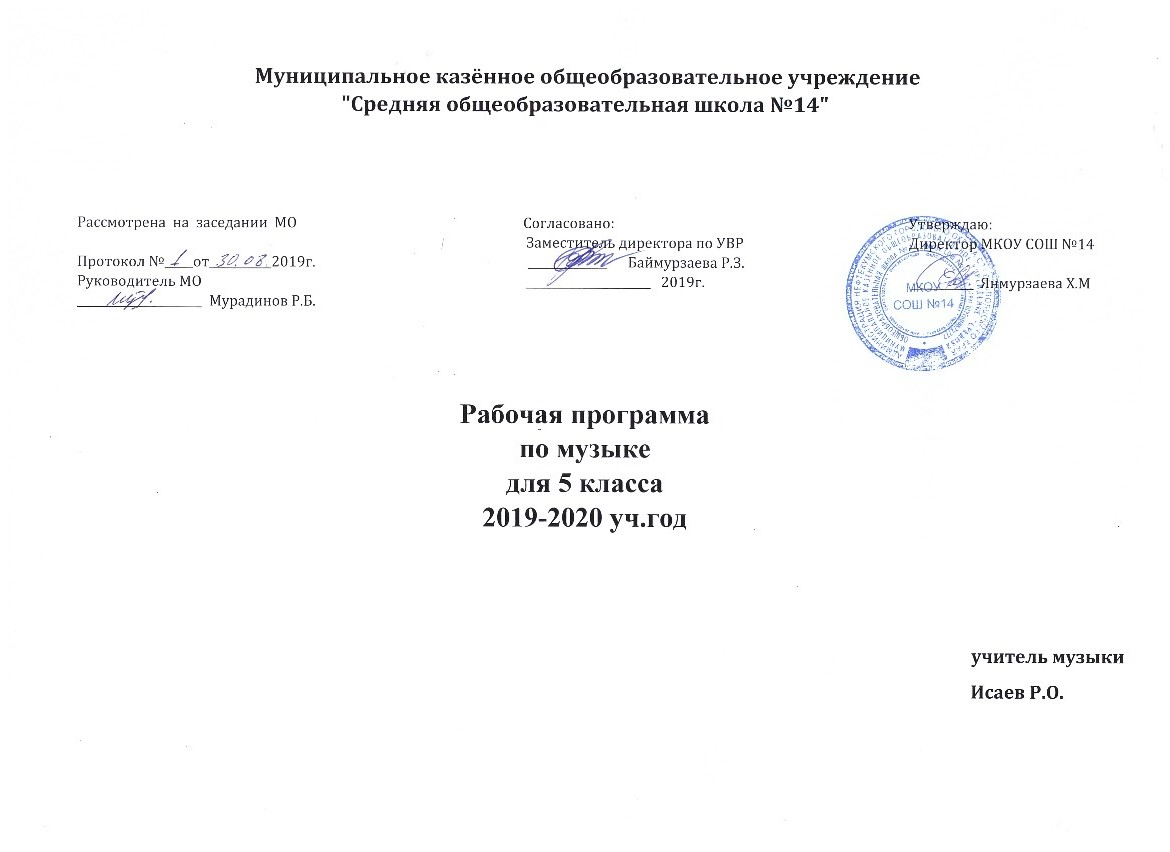 Муниципальное казённое общеобразовательное учреждение
"Средняя общеобразовательная школа №14"
Рассмотрена на заседании МО
Протокол № 1 от 30.08 2019г.
Руководитель МО
Мурадинов Р.Б.
Согласовано:
Заместитель директора по УВР
Баймурзаева Р.З.
2019г.
Утверждаю:
Директор МКОУ СОШ №14
Янмурзаева Х.М
МКОУ
СОШ №14
Рабочая программа
по музыке
для 5 класса
2019-2020 уч.год
учитель музыки
Исаев Р.О.